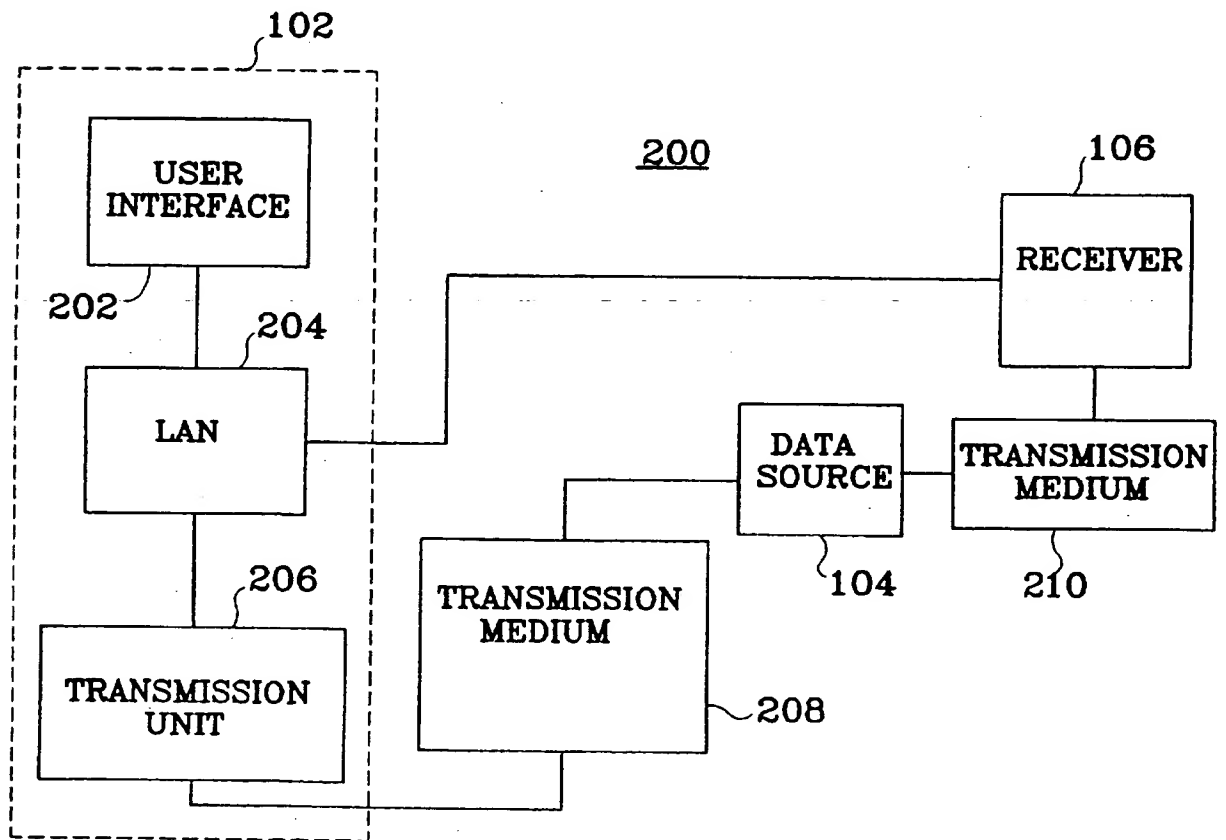 102
USER
INTERFACE
202
204
LAN
206
TRANSMISSION
UNIT
200
106
RECEIVER
DATA
SOURCE
104
TRANSMISSION
MEDIUM
210
TRANSMISSION
MEDIUM
208